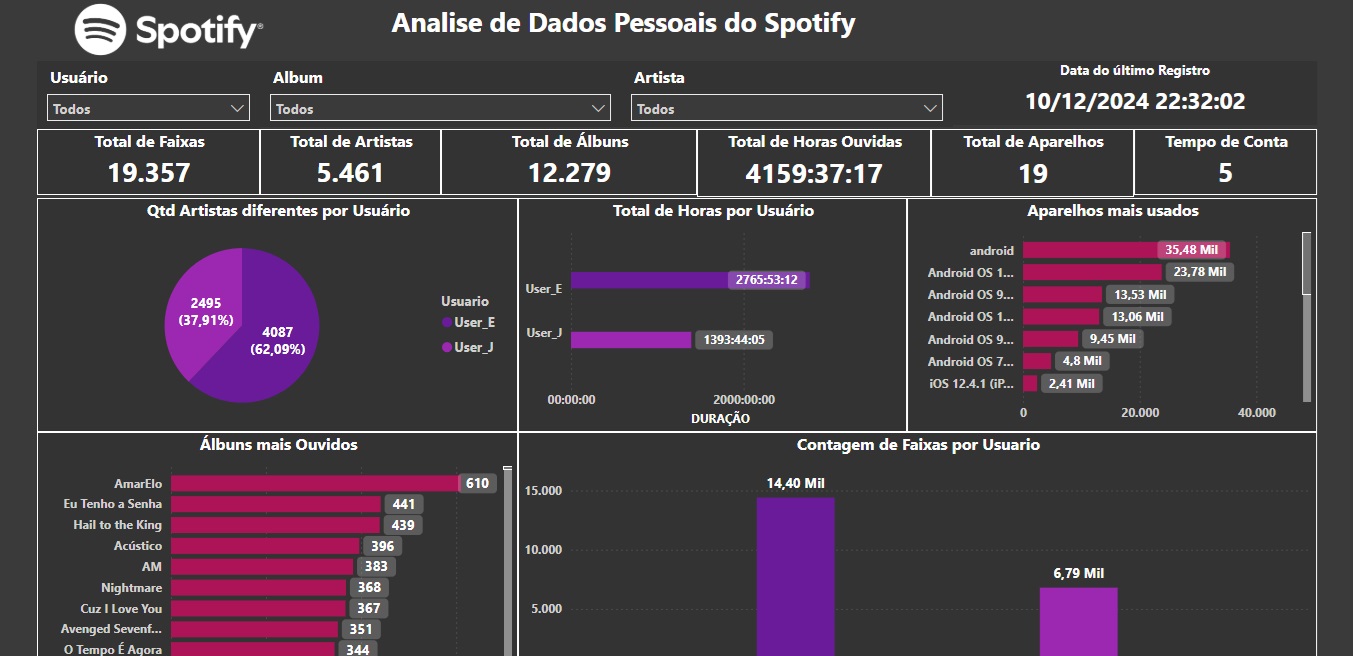 Spotify®
Analise de Dados Pessoais do Spotify
Usuário
Todos
Album
Todos
Artista
Todos
Data do último Registro
10/12/2024 22:32:02
Total de Faixas
19.357
Total de Artistas
5.461
Total de Álbuns
12.279
Total de Horas Ouvidas
4159:37:17
Total de Aparelhos
19
Tempo de Conta
5
Qtd Artistas diferentes por Usuário
2495
(37,91%)
4087
(62,09%)
Usuario
User_E
User_J
Total de Horas por Usuário
User_E
2765:53:12
User_J
1393:44:05
00:00:00
2000:00:00
DURAÇÃO
Aparelhos mais usados
android 35,48 Mil
Android OS 1... 23,78 Mil
Android OS 9... 13,53 Mil
Android OS 1... 13,06 Mil
Android OS 9... 9,45 Mil
Android OS 7... 4,8 Mil
iOS 12.4.1 (iP... 2,41 Mil
0 20.000 40.000
Álbuns mais Ouvidos
AmarElo 610
Eu Tenho a Senha 441
Hail to the King 439
Acústico 396
AM 383
Nightmare 368
Cuz I Love You 367
Avenged Sevenf... 351
O Tempo É Agora 344
Contagem de Faixas por Usuario
15.000
10.000
5.000
14,40 Mil
6,79 Mil